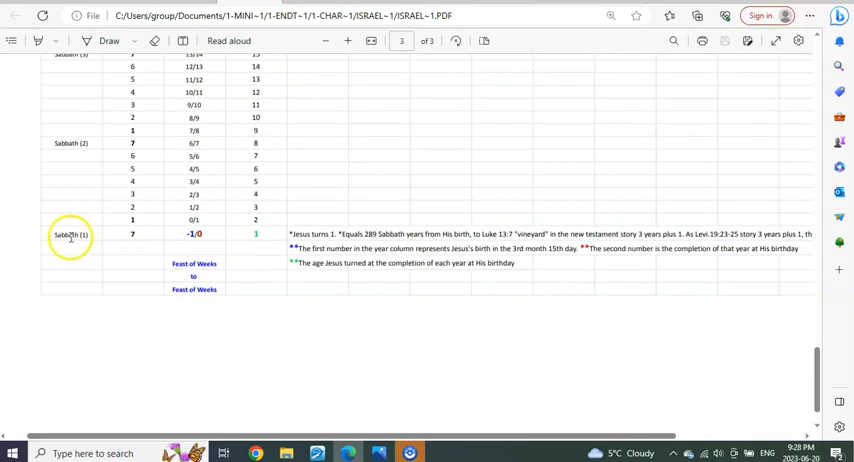 File | C:/Users/group/Documents/1-MINI~1/1-ENDT~1/1-CHAR~1/ISRAEL~1/ISRAEL~1.PDF
Sign in
Draw
Read aloud
3 of 3
Sabbath (3) 7 13/14 15
6 12/13 14
5 11/12 13
4 10/11 12
3 9/10 11
2 8/9 10
1 7/8 9
Sabbath (2) 7 6/7 8
6 5/6 7
5 4/5 6
4 3/4 5
3 2/3 4
2 1/2 3
1 0/1 2
Sabbath (1) 7 -1/0 1 *Jesus turns 1. *Equals 289 Sabbath years from His birth, to Luke 13:7 "vineyard" in the new testament story 3 years plus 1. As Levi.19:23-25 story 3 years plus 1, th
**The first number in the year column represents Jesus's birth in the 3rd month 15th day. **The second number is the completion of that year at His birthday
Feast of Weeks **The age Jesus turned at the completion of each year at His birthday
to
Feast of Weeks
Type here to search
5°C Cloudy
ENG
9:28 PM
2023-06-20
2